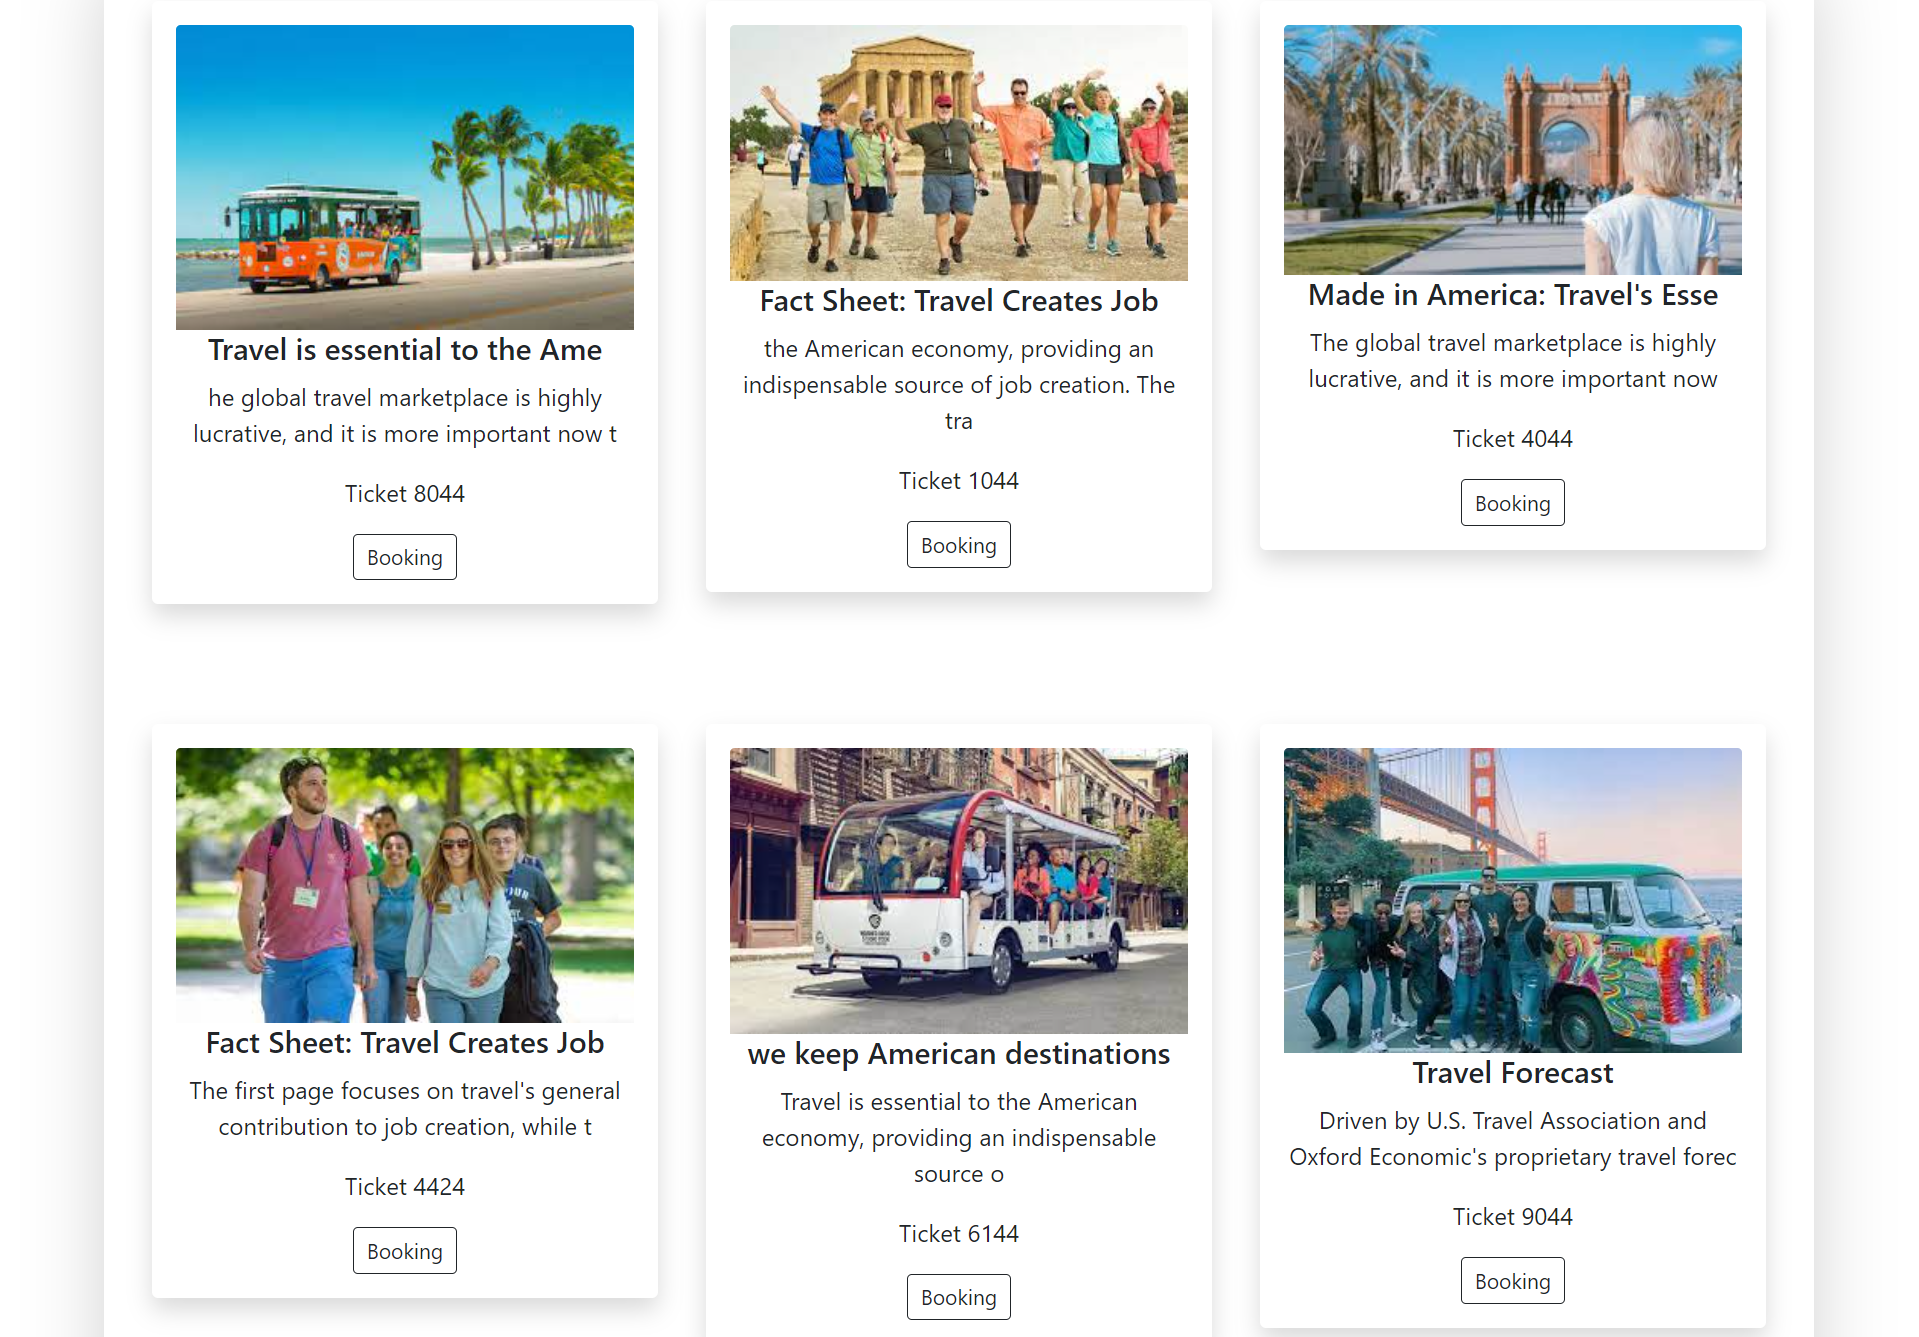 Travel is essential to the Ame
he global travel marketplace is highly
lucrative, and it is more important now t
Ticket 8044
Booking
Fact Sheet: Travel Creates Job
the American economy, providing an
indispensable source of job creation. The
tra
Ticket 1044
Booking
Made in America: Travel's Esse
The global travel marketplace is highly
lucrative, and it is more important now
Ticket 4044
Booking
Fact Sheet: Travel Creates Job
The first page focuses on travel's general
contribution to job creation, while t
Ticket 4424
Booking
we keep American destinations
Travel is essential to the American
economy, providing an indispensable
source o
Ticket 6144
Booking
Travel Forecast
Driven by U.S. Travel Association and
Oxford Economic's proprietary travel forec
Ticket 9044
Booking